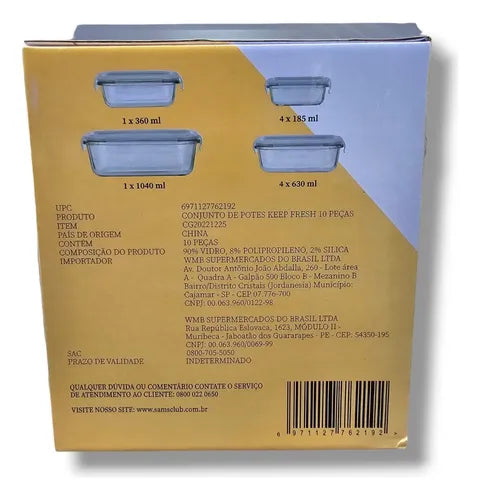 1 x 360 ml
4 x 185 ml
1 x 1040 ml
4 x 630 ml
UPC 6971127762192
PRODUTO CONJUNTO DE POTES KEEP FRESH 10 PEÇAS
ITEM CG20221225
PAÍS DE ORIGEM CHINA
CONTÉM 10 PEÇAS
COMPOSIÇÃO DO PRODUTO 90% VIDRO, 8% POLIPROPILENO, 2% SILICA
IMPORTADOR WMB SUPERMERCADOS DO BRASIL LTDA
Av. Doutor Antônio João Abdalla, 260 - Lote área
A - Quadra A - Galpão 500 Bloco B - Mezanino B
Bairro/Distrito Cristais (Jordanesia) Município:
Cajamar - SP - CEP 07.776-700
CNPJ: 00.063.960/0122-98
WMB SUPERMERCADOS DO BRASIL LTDA
Rua República Eslovaca, 1623, MÓDULO II -
Muribeca - Jaboatão dos Guararapes - PE - CEP: 54350-195
CNPJ: 00.063.960/0069-99
SAC 0800-705-5050
PRAZO DE VALIDADE INDETERMINADO
QUALQUER DÚVIDA OU COMENTÁRIO CONTATE O SERVIÇO
DE ATENDIMENTO AO CLIENTE: 0800 022 0650
VISITE NOSSO SITE: www.samsclub.com.br
6 971127 762192 >